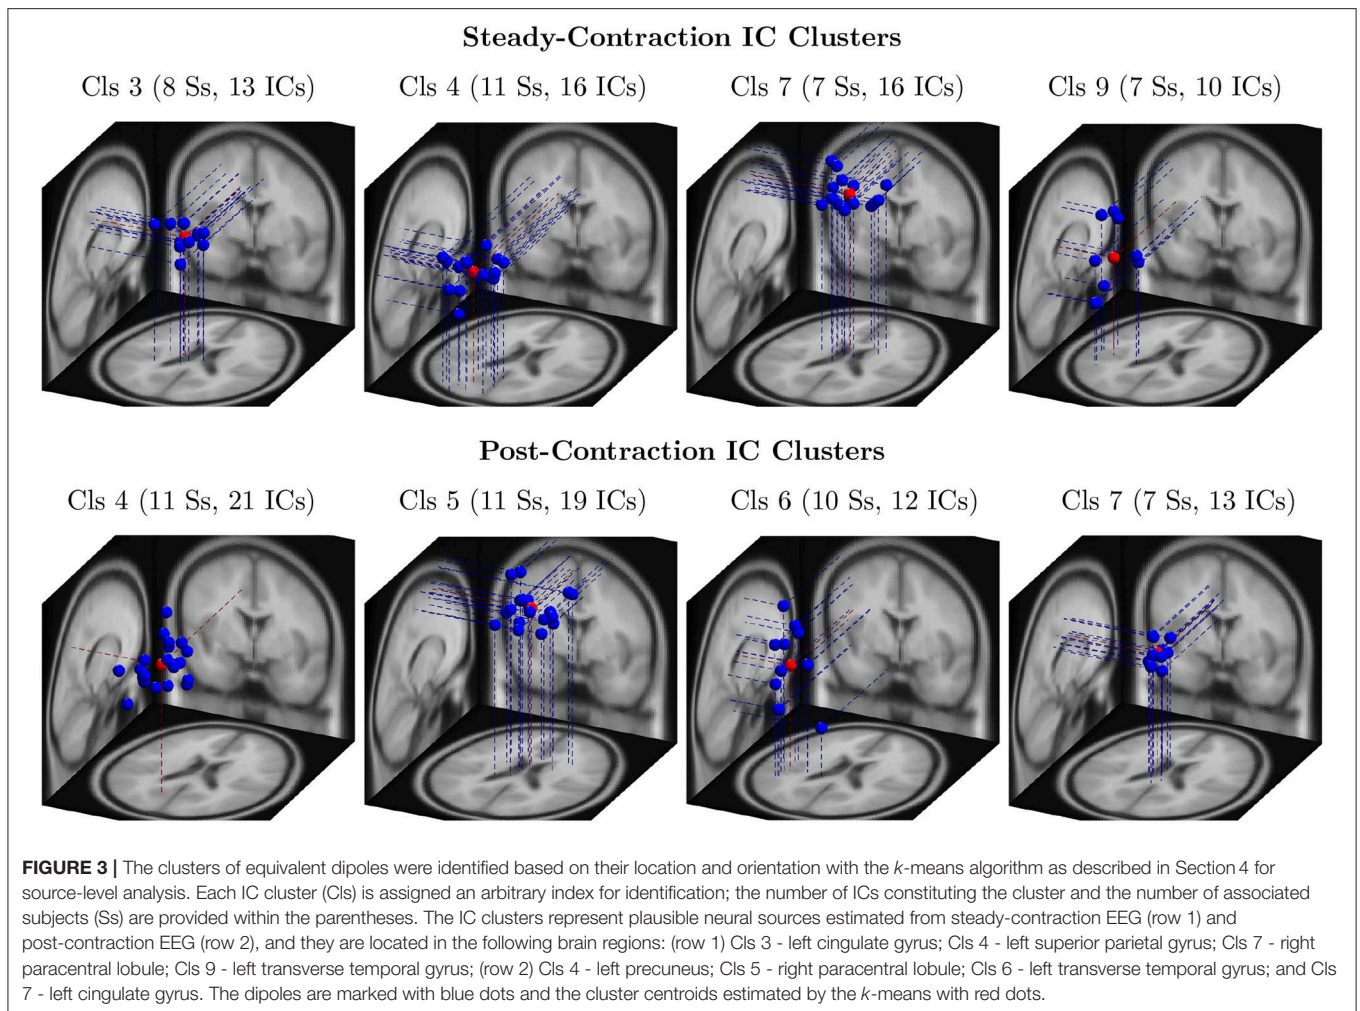 Steady-Contraction IC Clusters
Cls 3 (8 Ss, 13 ICs)
Cls 4 (11 Ss, 16 ICs)
Cls 7 (7 Ss, 16 ICs)
Cls 9 (7 Ss, 10 ICs)
Post-Contraction IC Clusters
Cls 4 (11 Ss, 21 ICs)
Cls 5 (11 Ss, 19 ICs)
Cls 6 (10 Ss, 12 ICs)
Cls 7 (7 Ss, 13 ICs)
FIGURE 3 | The clusters of equivalent dipoles were identified based on their location and orientation with the k-means algorithm as described in Section 4 for
source-level analysis. Each IC cluster (Cls) is assigned an arbitrary index for identification; the number of ICs constituting the cluster and the number of associated
subjects (Ss) are provided within the parentheses. The IC clusters represent plausible neural sources estimated from steady-contraction EEG (row 1) and
post-contraction EEG (row 2), and they are located in the following brain regions: (row 1) Cls 3 - left cingulate gyrus; Cls 4 - left superior parietal gyrus; Cls 7 - right
paracentral lobule; Cls 9 - left transverse temporal gyrus; (row 2) Cls 4 - left precuneus; Cls 5 - right paracentral lobule; Cls 6 - left transverse temporal gyrus; and Cls
7 - left cingulate gyrus. The dipoles are marked with blue dots and the cluster centroids estimated by the k-means with red dots.